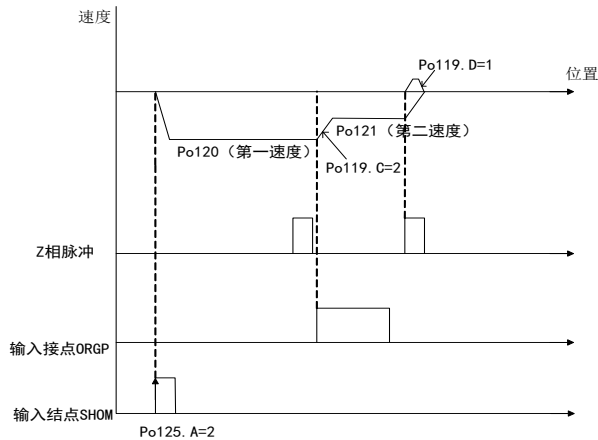 速度
Po119.D=1
位置
Po120（第一速度）
Po121（第二速度）
Po119.C=2
Z相脉冲
输入接点ORGP
输入结点SHOM
Po125.A=2